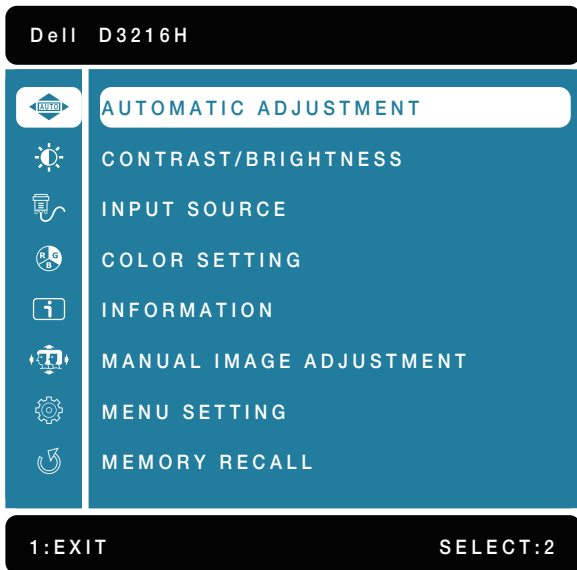 Dell D3216H
AUTO
AUTOMATIC ADJUSTMENT
CONTRAST/BRIGHTNESS
INPUT SOURCE
R G
B
COLOR SETTING
i
INFORMATION
MANUAL IMAGE ADJUSTMENT
MENU SETTING
MEMORY RECALL
1:EXIT SELECT:2